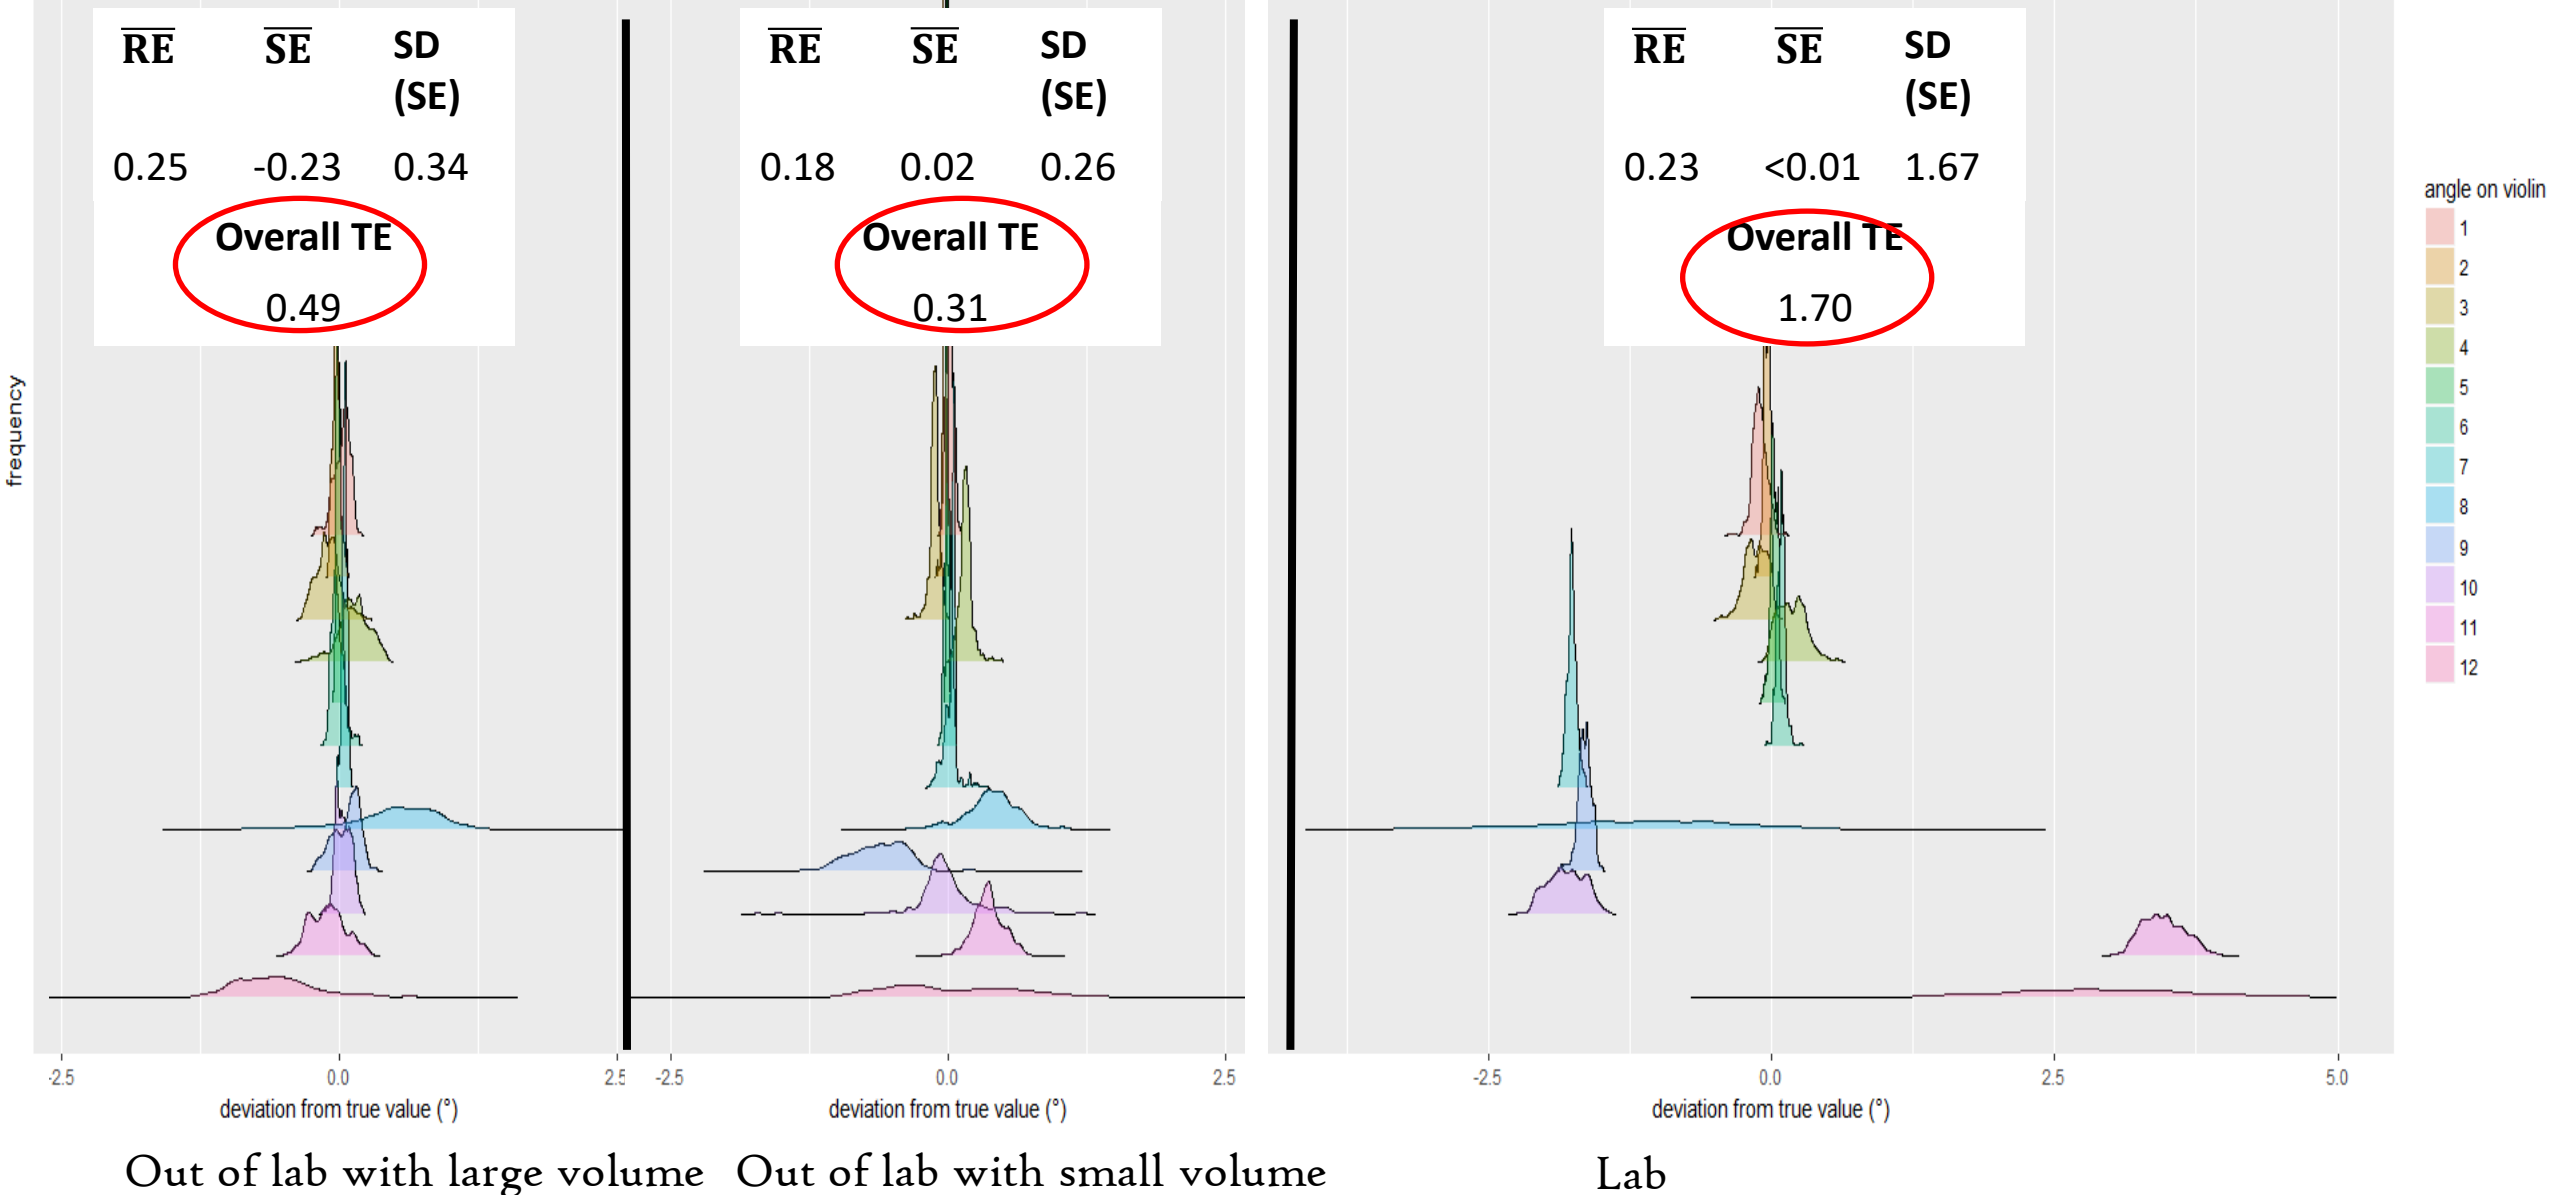 RE SE SD
(SE)
0.25 -0.23 0.34
Overall TE
0.49
RE SE SD
(SE)
0.18 0.02 0.26
Overall TE
0.31
RE SE SD
(SE)
0.23 <0.01 1.67
Overall TE
1.70
frequency
angle on violin
1
2
3
4
5
6
7
8
9
10
11
12
-2.5 0.0 2.5
deviation from true value (°)
-2.5 0.0 2.5
deviation from true value (°)
-2.5 0.0 2.5 5.0
deviation from true value (°)
Out of lab with large volume
Out of lab with small volume
Lab